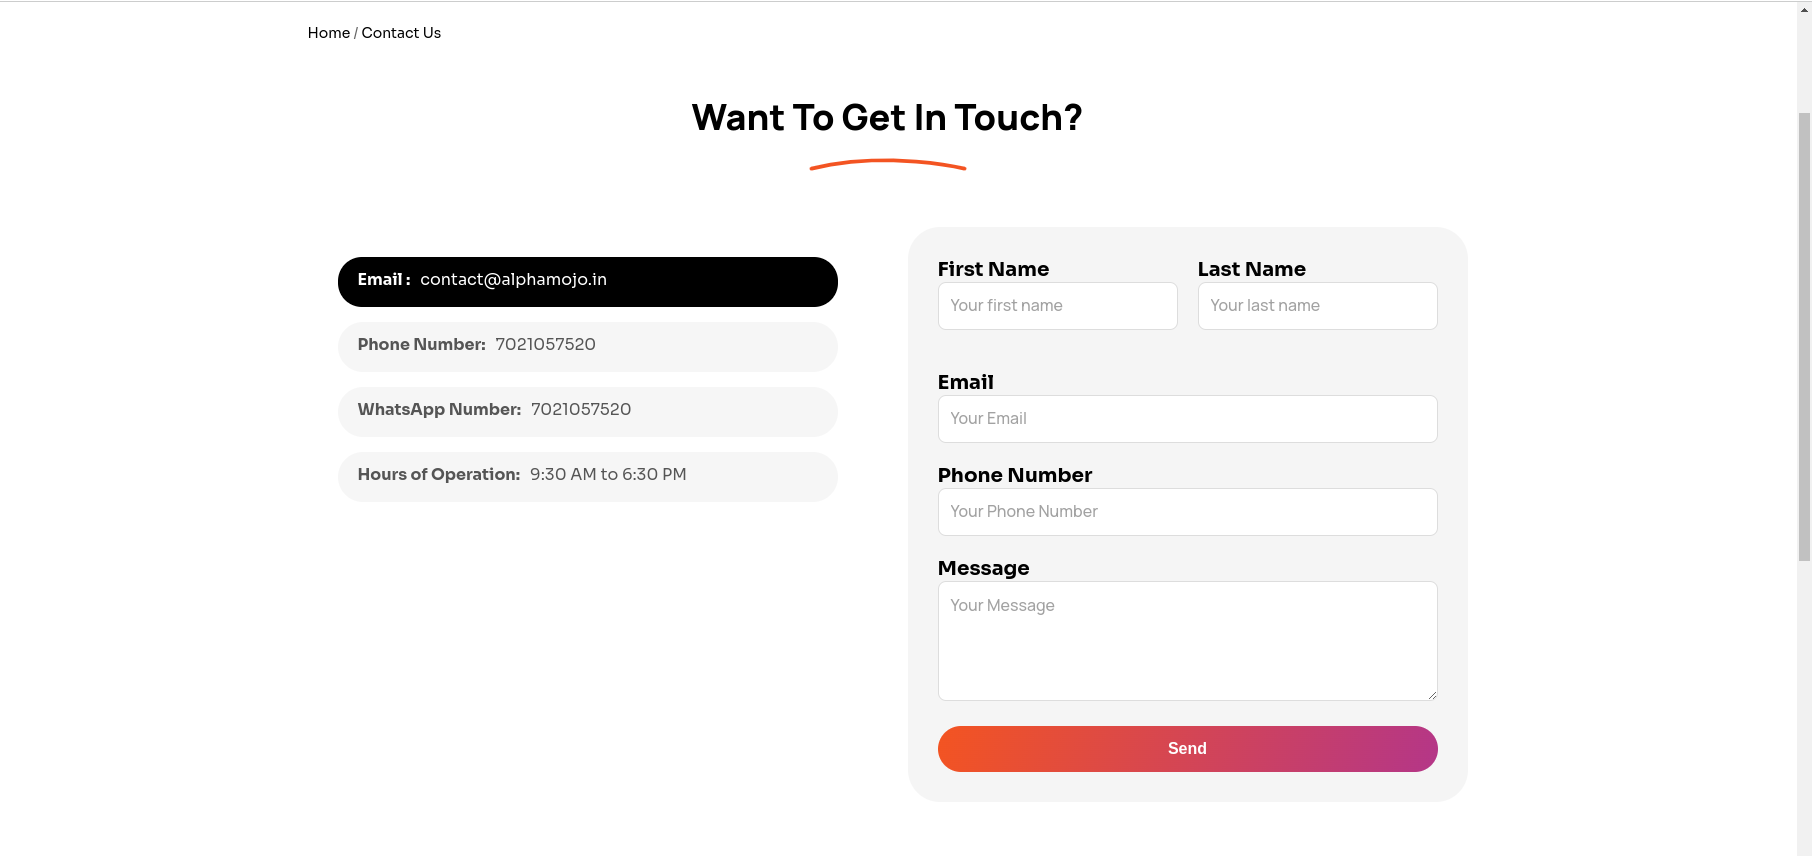 Home / Contact Us
Want To Get In Touch?
Email : contact@alphamojo.in
Phone Number: 7021057520
WhatsApp Number: 7021057520
Hours of Operation: 9:30 AM to 6:30 PM
First Name
Your first name
Last Name
Your last name
Email
Your Email
Phone Number
Your Phone Number
Message
Your Message
Send